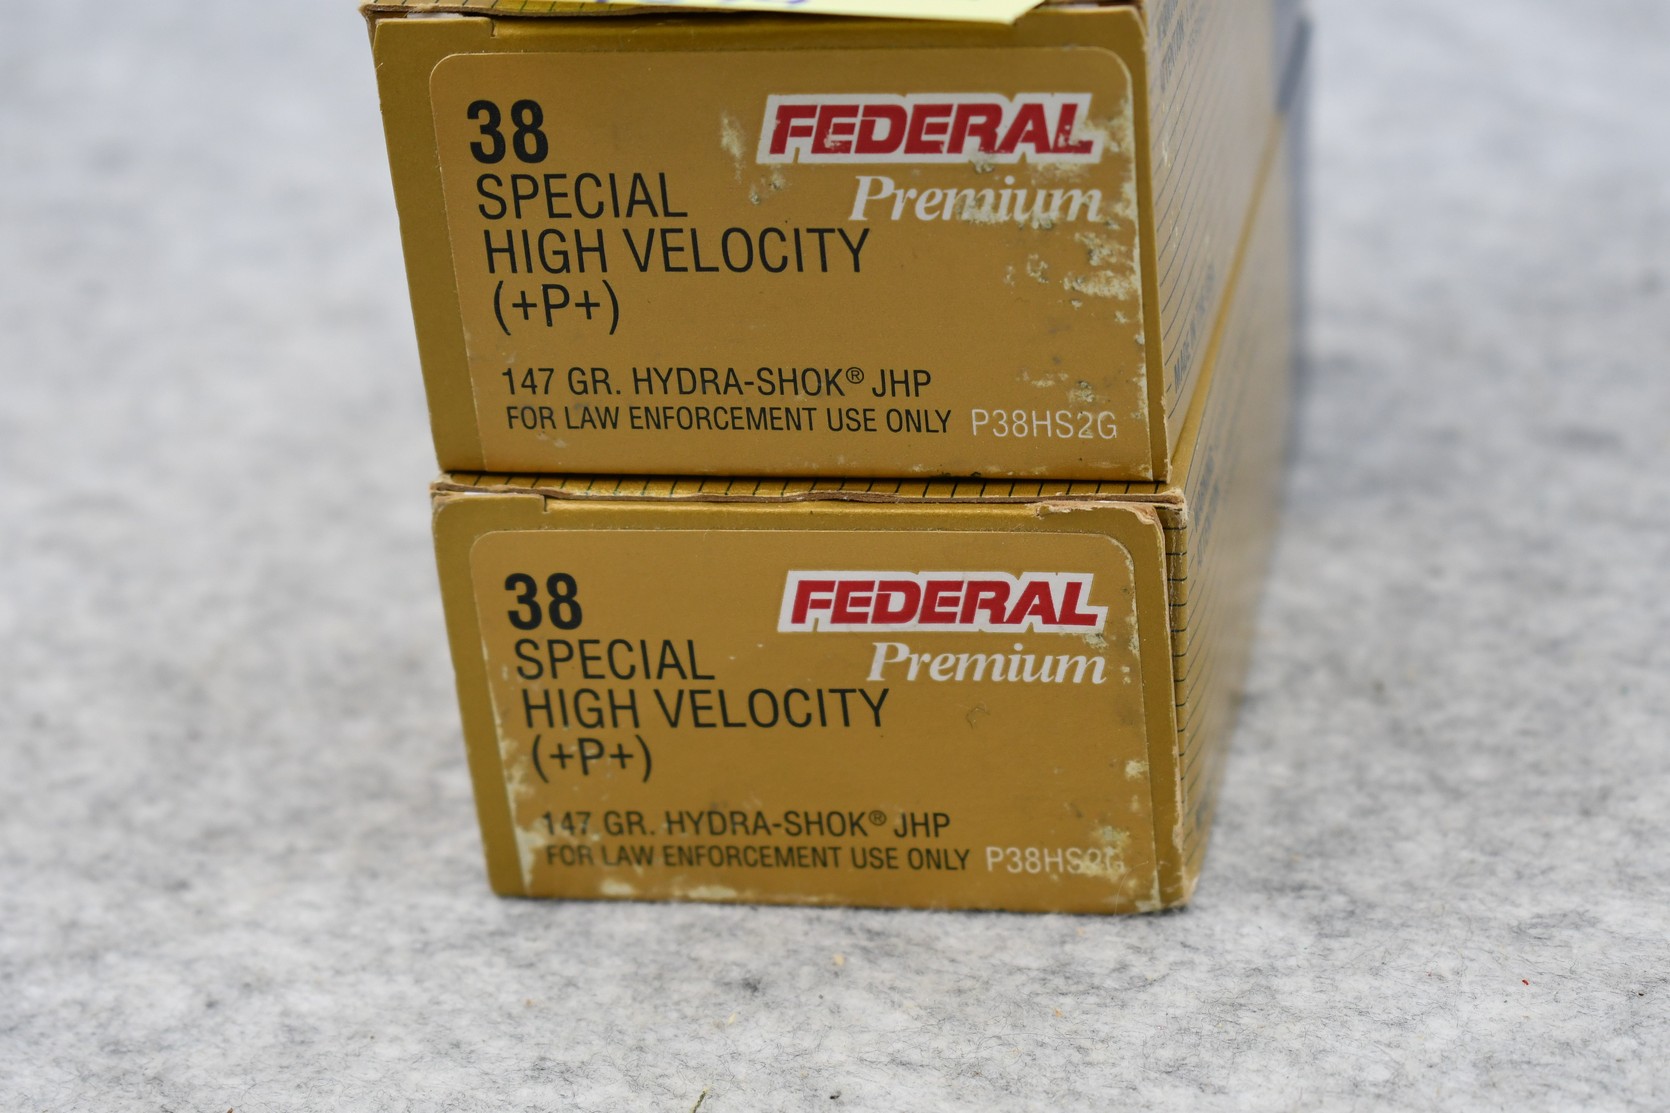 38
FEDERAL
Premium
SPECIAL
HIGH VELOCITY
(+P+)
147 GR. HYDRA-SHOK® JHP
FOR LAW ENFORCEMENT USE ONLY P38HS2G
38
FEDERAL
Premium
SPECIAL
HIGH VELOCITY
(+P+)
147 GR. HYDRA-SHOK® JHP
FOR LAW ENFORCEMENT USE ONLY P38HS2G